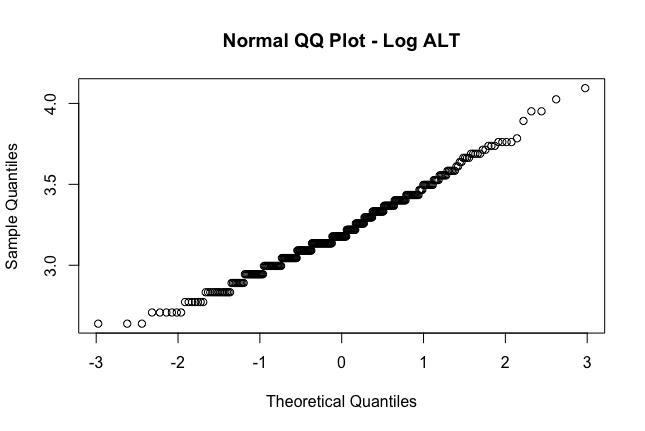 Normal QQ Plot - Log ALT
Sample Quantiles
4.0
3.5
3.0
-3 -2 -1 0 1 2 3
Theoretical Quantiles